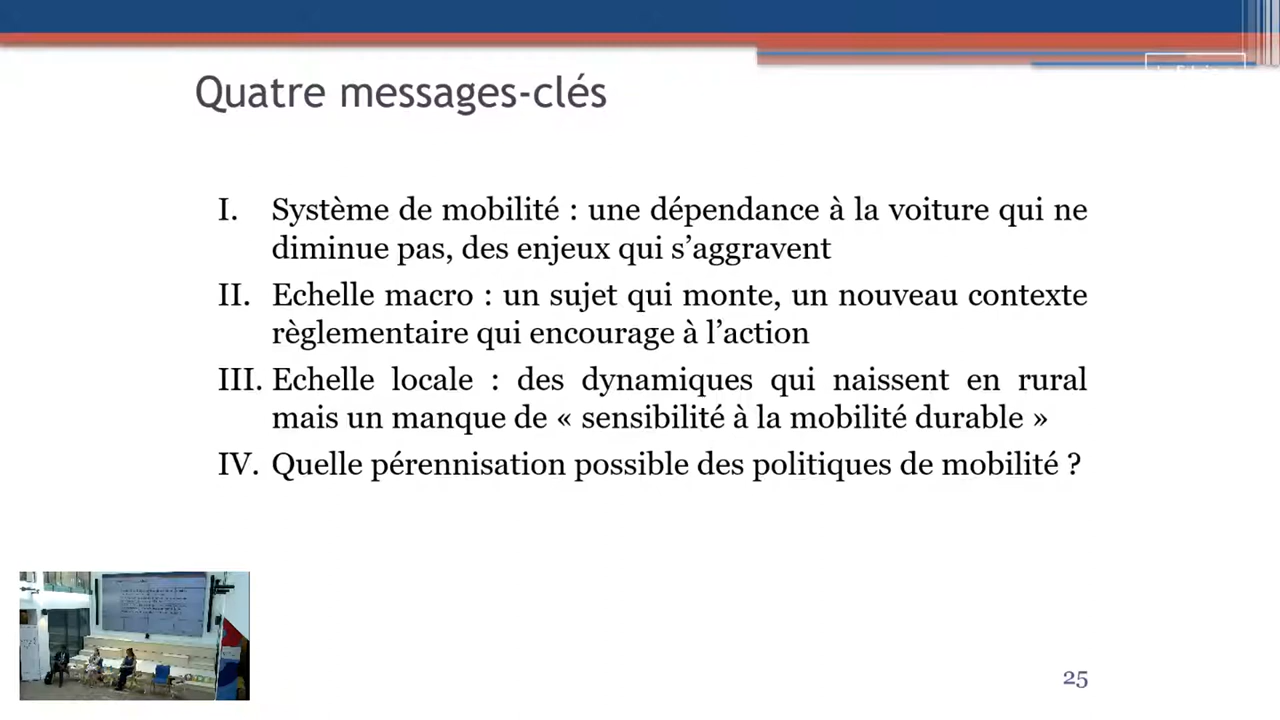 Quatre messages-clés
I. Système de mobilité : une dépendance à la voiture qui ne
diminue pas, des enjeux qui s’aggravent
II. Echelle macro : un sujet qui monte, un nouveau contexte
règlementaire qui encourage à l’action
III. Echelle locale : des dynamiques qui naissent en rural
mais un manque de « sensibilité à la mobilité durable »
IV. Quelle pérennisation possible des politiques de mobilité ?
25